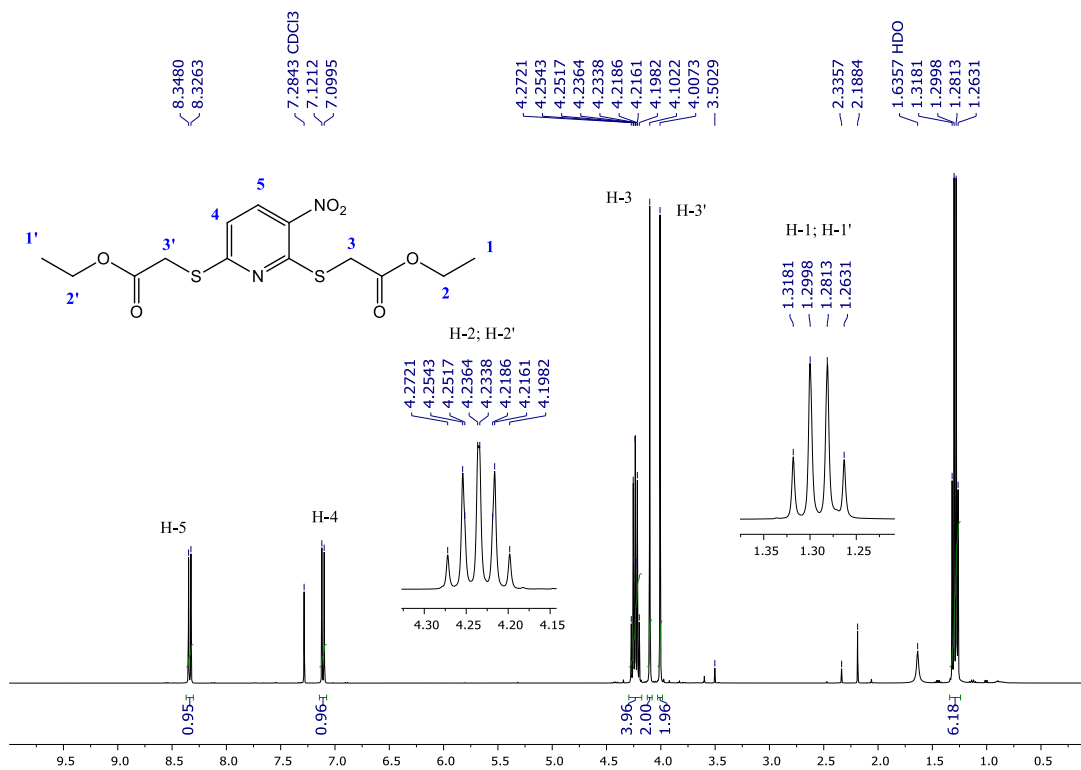 8.3480
8.3263
7.2843 CDCl3
7.1212
7.0995
4.2721
4.2543
4.2517
4.2364
4.2338
4.2186
4.2161
4.1982
4.1022
4.0073
3.5029
2.3357
2.1884
1.6357 HDO
1.3181
1.2998
1.2813
1.2631
5
4
NO2
1'
3'
3
1
O
S
N
S
O
2'
O
O
2
H-3
H-3'
H-1; H-1'
1.3181
1.2998
1.2813
1.2631
H-2; H-2'
4.2721
4.2543
4.2517
4.2364
4.2338
4.2186
4.2161
4.1982
1.35 1.30 1.25
H-5
H-4
4.30 4.25 4.20 4.15
0.95
0.96
3.96
2.00
1.96
6.18
9.5 9.0 8.5 8.0 7.5 7.0 6.5 6.0 5.5 5.0 4.5 4.0 3.5 3.0 2.5 2.0 1.5 1.0 0.5